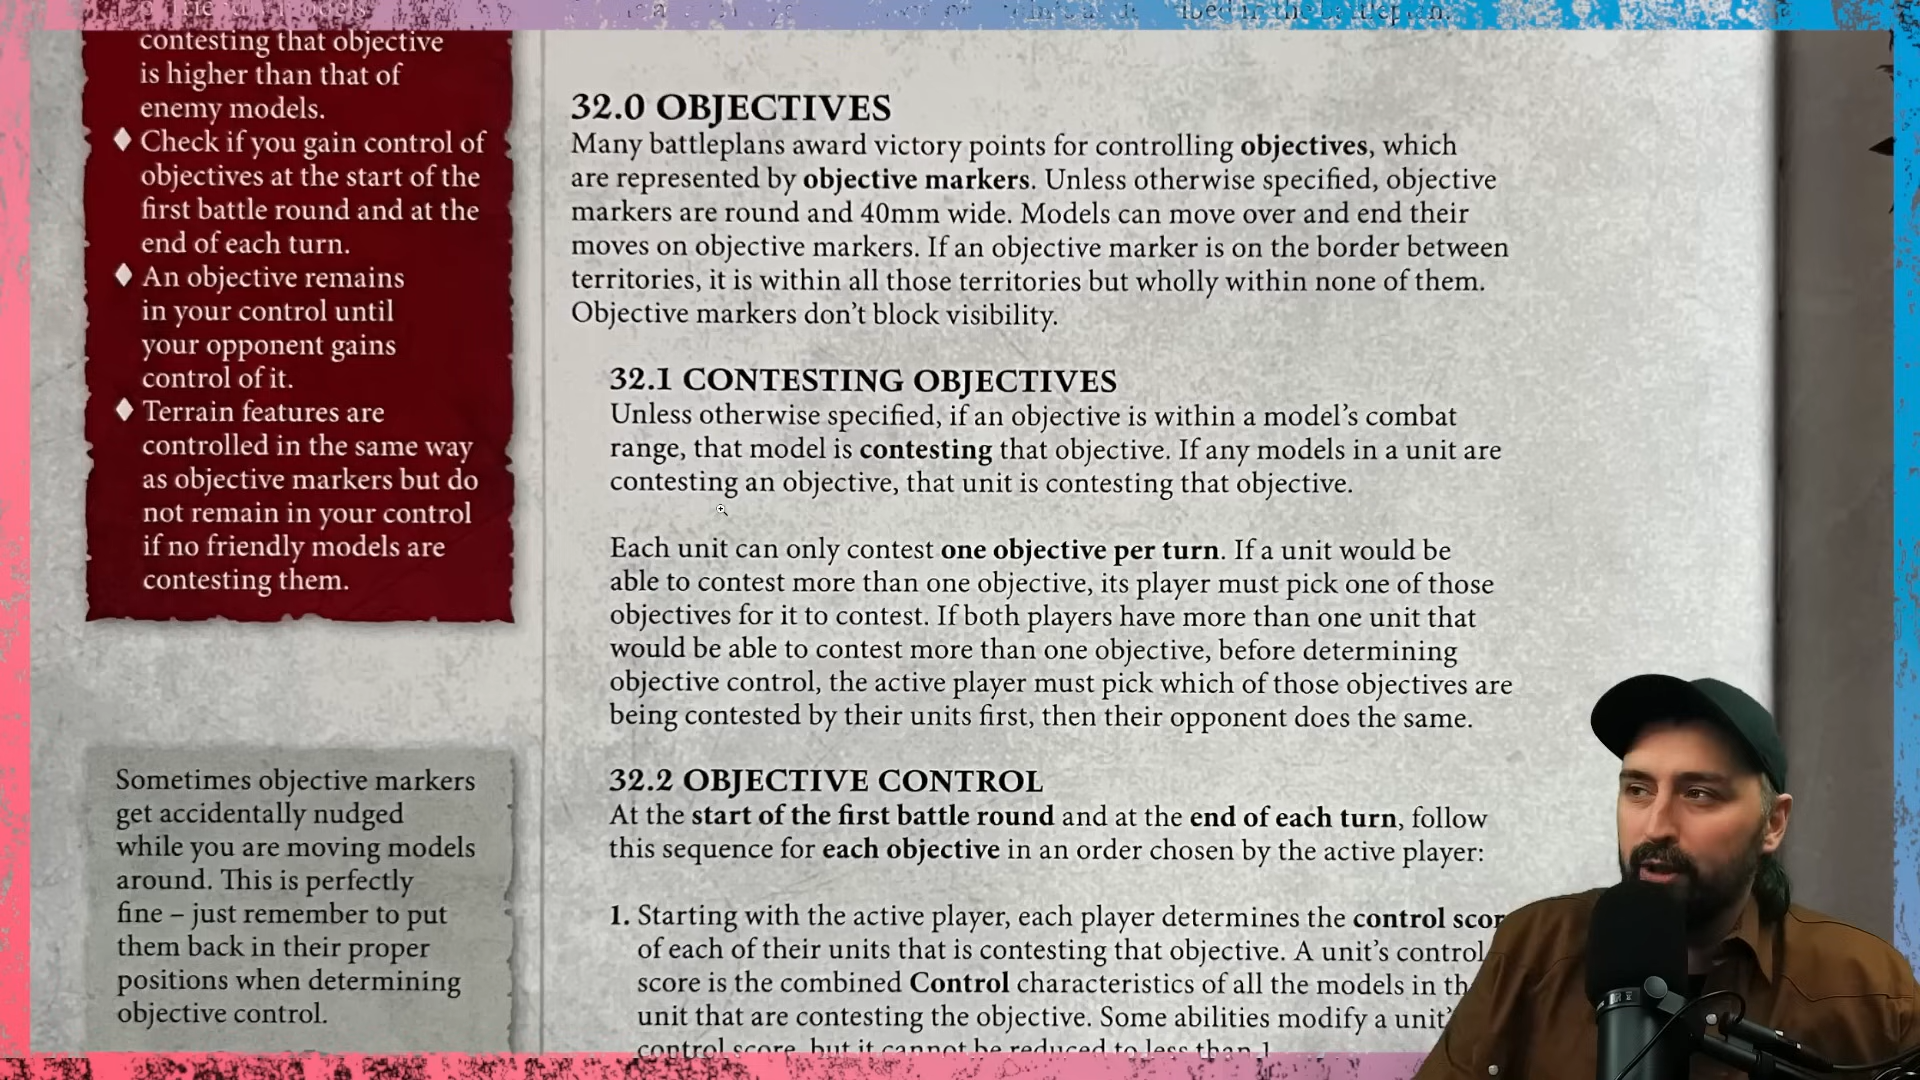 bed in the battleplan.
contesting that objective
is higher than that of
enemy models.
Check if you gain control of
objectives at the start of the
first battle round and at the
end of each turn.
An objective remains
in your control until
your opponent gains
control of it.
Terrain features are
controlled in the same way
as objective markers but do
not remain in your control
if no friendly models are
contesting them.
Sometimes objective markers
get accidentally nudged
while you are moving models
around. This is perfectly
fine – just remember to put
them back in their proper
positions when determining
objective control.
32.0 OBJECTIVES
Many battleplans award victory points for controlling objectives, which
are represented by objective markers. Unless otherwise specified, objective
markers are round and 40mm wide. Models can move over and end their
moves on objective markers. If an objective marker is on the border between
territories, it is within all those territories but wholly within none of them.
Objective markers don't block visibility.
32.1 CONTESTING OBJECTIVES
Unless otherwise specified, if an objective is within a model's combat
range, that model is contesting that objective. If any models in a unit are
contesting an objective, that unit is contesting that objective.
Each unit can only contest one objective per turn. If a unit would be
able to contest more than one objective, its player must pick one of those
objectives for it to contest. If both players have more than one unit that
would be able to contest more than one objective, before determining
objective control, the active player must pick which of those objectives are
being contested by their units first, then their opponent does the same.
32.2 OBJECTIVE CONTROL
At the start of the first battle round and at the end of each turn, follow
this sequence for each objective in an order chosen by the active player:
1. Starting with the active player, each player determines the control scor
of each of their units that is contesting that objective. A unit's control
score is the combined Control characteristics of all the models in th
unit that are contesting the objective. Some abilities modify a unit'
control score, but it cannot be reduced to less than 1